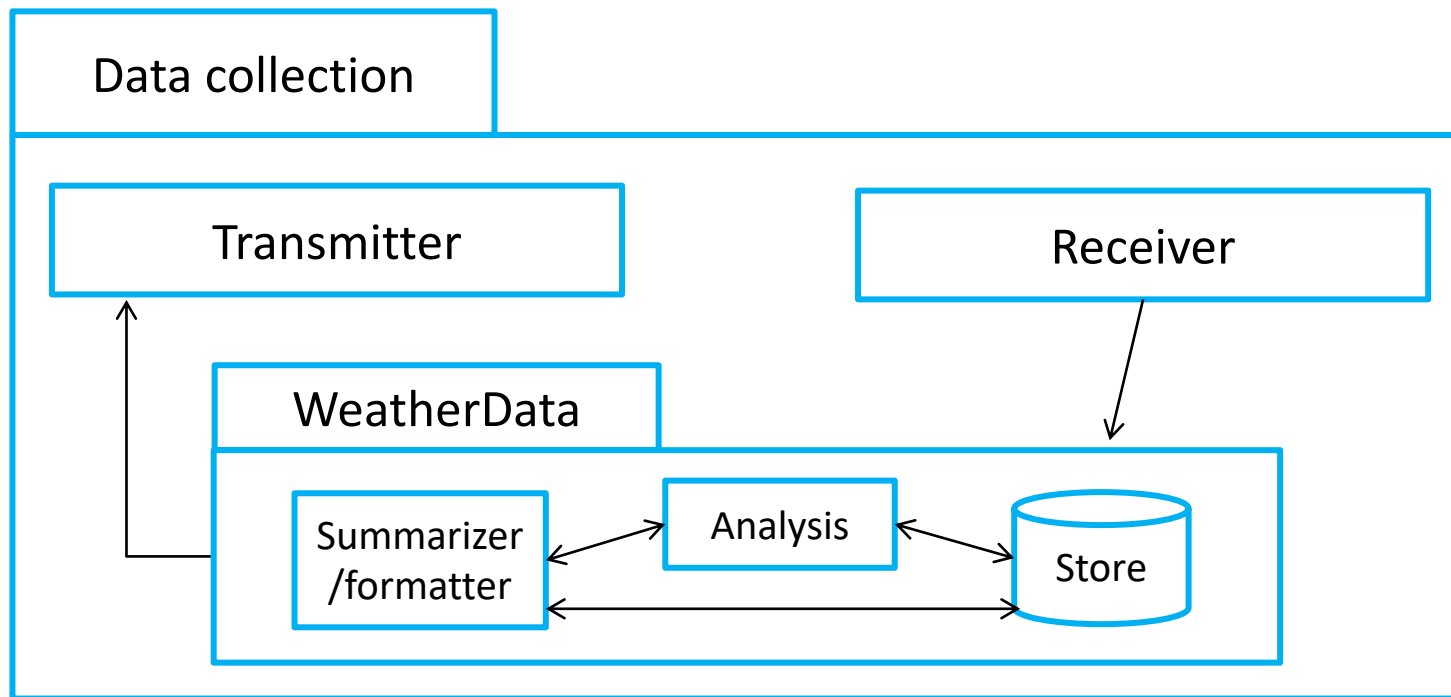 Data collection
Transmitter
Receiver
WeatherData
Summarizer
/formatter
Analysis
Store